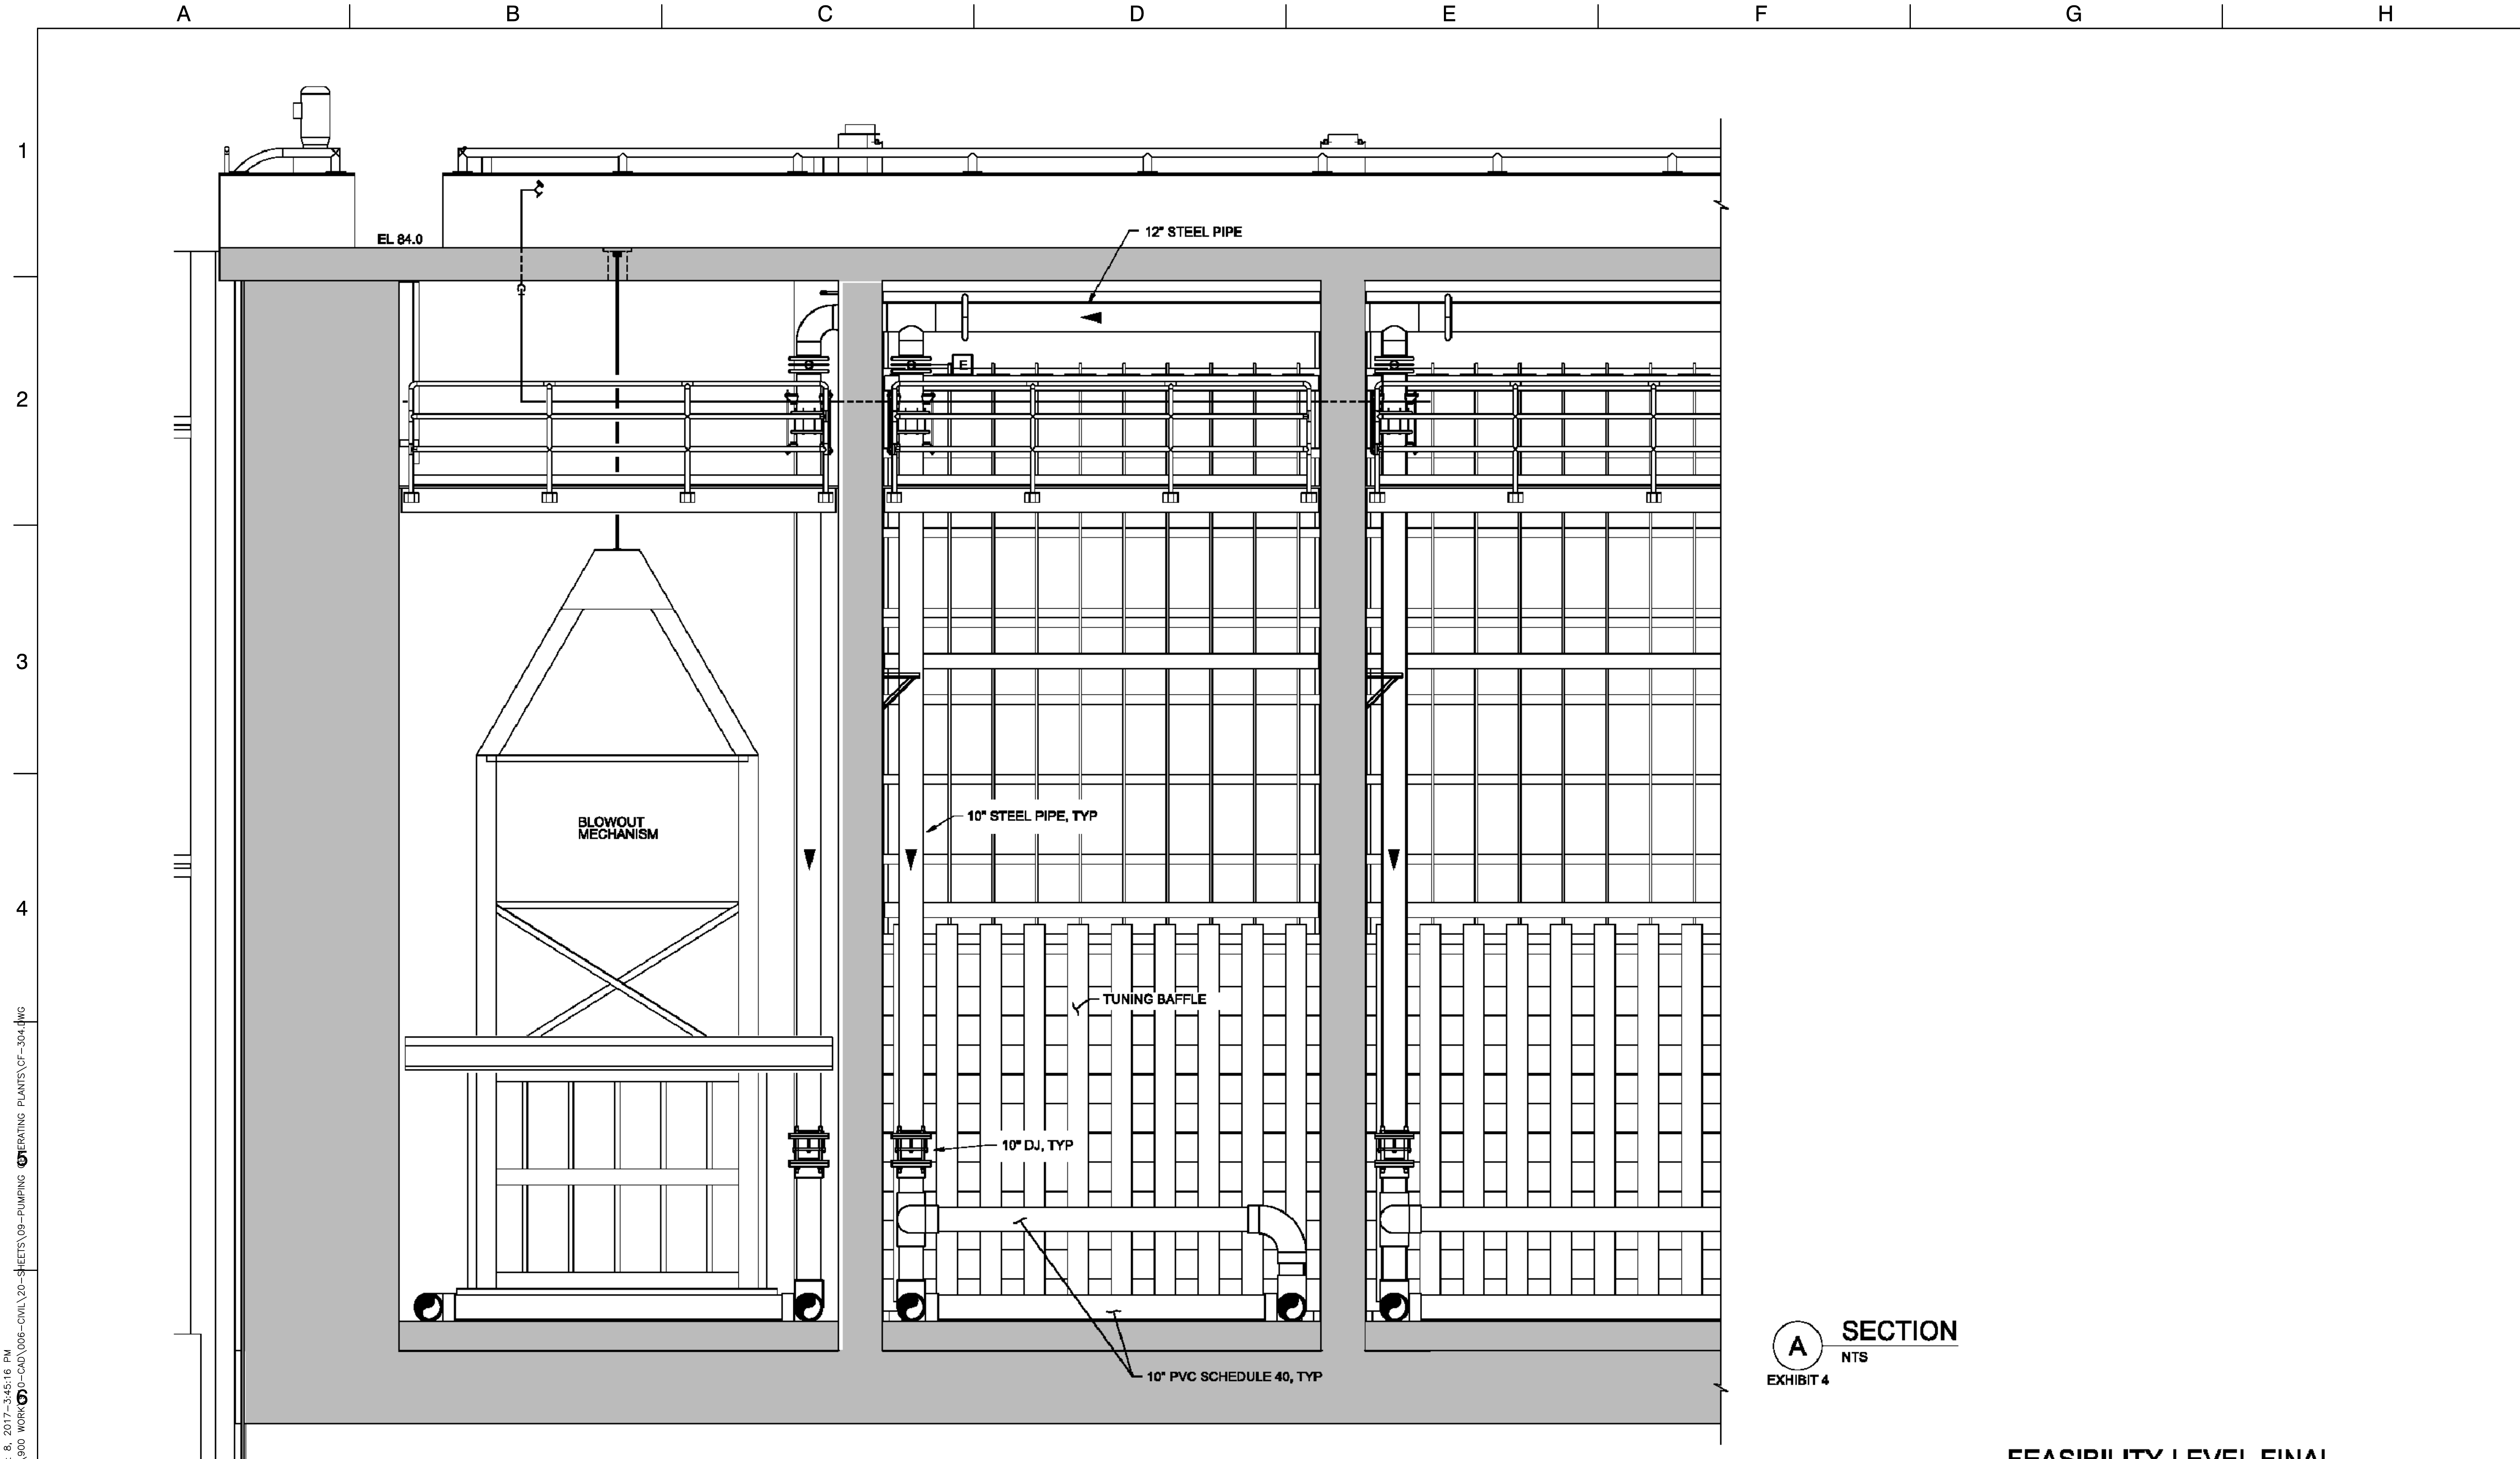 A B C D E F G H
1
EL 84.0
12" STEEL PIPE
E
2
3
10" STEEL PIPE, TYP
BLOWOUT
MECHANISM
4
TUNING BAFFLE
10" DJ, TYP
5
A
SECTION
NTS
EXHIBIT 4
10" PVC SCHEDULE 40, TYP
6
8, 2017-3:45:16 PM